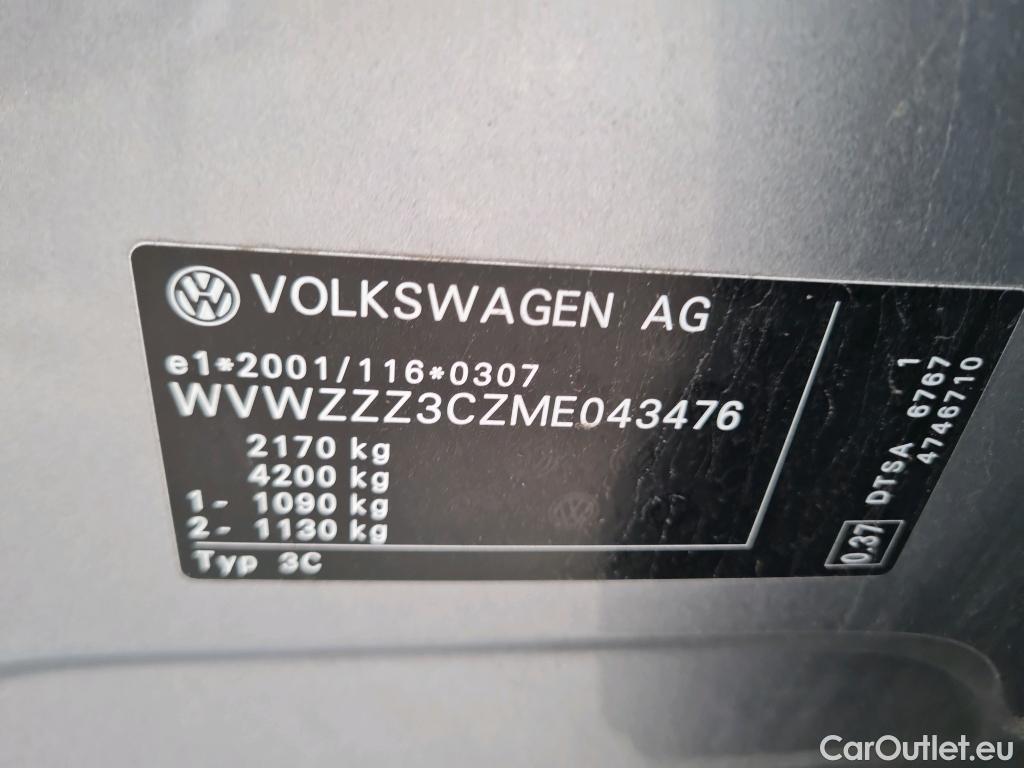 VOLKSWAGEN AG
e1*2001/116*0307
WVWZZZ3CZME043476
2170 kg
4200 kg
1- 1090 kg
2- 1130 kg
Typ 3C
0.37 DTSA 6767 1
4746710
CarOutlet.eu